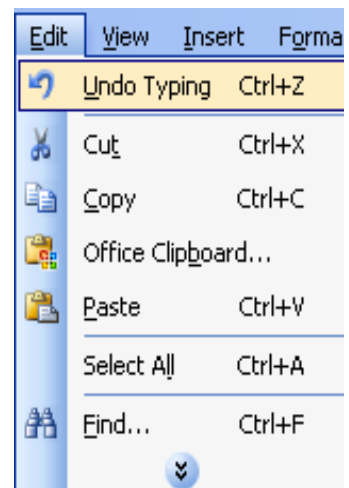 Edit View Insert Forma
Undo Typing Ctrl+Z
Cut Ctrl+X
Copy Ctrl+C
Office Clipboard...
Paste Ctrl+V
Select All Ctrl+A
Find... Ctrl+F